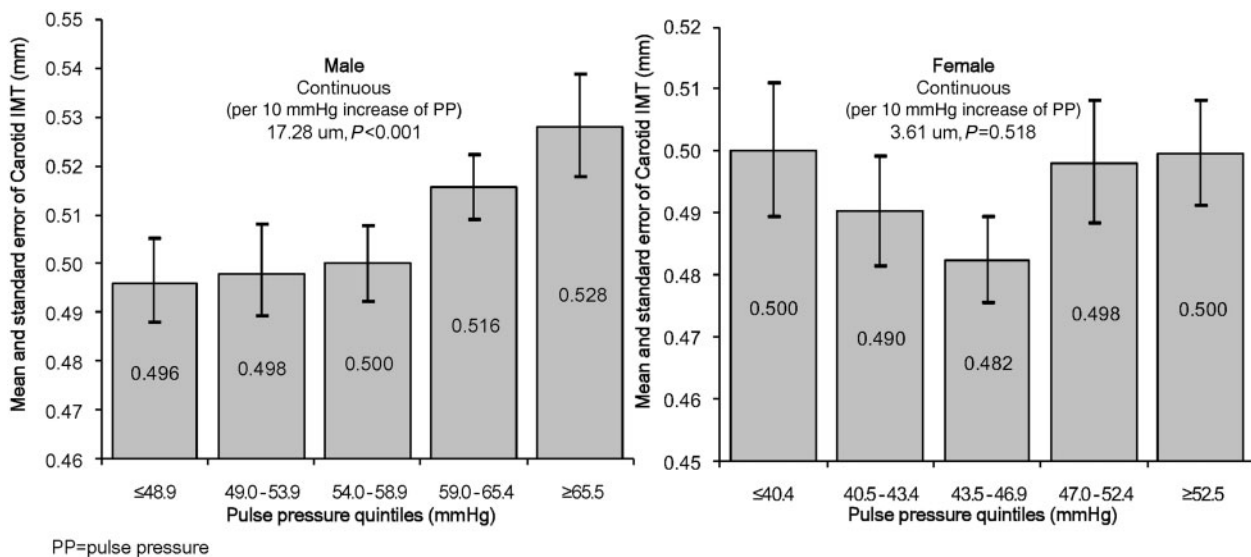 Mean and standard error of Carotid IMT (mm)
0.55
0.54
0.53
0.52
0.51
0.50
0.49
0.48
0.47
0.46
Male
Continuous
(per 10 mmHg increase of PP)
17.28 um, P<0.001
0.496
0.498
0.500
0.516
0.528
≤48.9
49.0-53.9
54.0-58.9
59.0-65.4
≥65.5
Pulse pressure quintiles (mmHg)
Mean and standard error of Carotid IMT (mm)
0.52
0.51
0.50
0.49
0.48
0.47
0.46
0.45
Female
Continuous
(per 10 mmHg increase of PP)
3.61 um, P=0.518
0.500
0.490
0.482
0.498
0.500
≤40.4
40.5-43.4
43.5-46.9
47.0-52.4
≥52.5
Pulse pressure quintiles (mmHg)
PP=pulse pressure